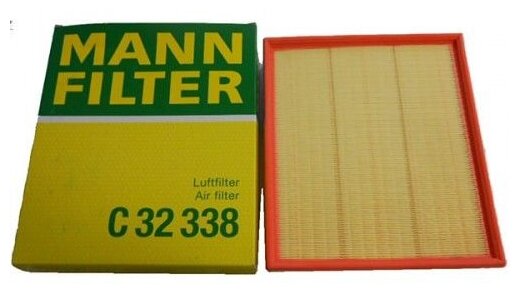 MANN
FILTER
Luftfilter
Air filter
C 32 338